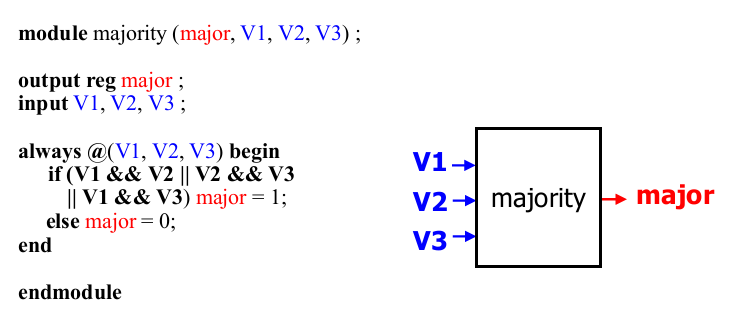 module majority (major, V1, V2, V3) ;
output reg major ;
input V1, V2, V3 ;
always @(V1, V2, V3) begin
if (V1 && V2 || V2 && V3
|| V1 && V3) major = 1;
else major = 0;
end
endmodule
V1
V2
V3
majority
major